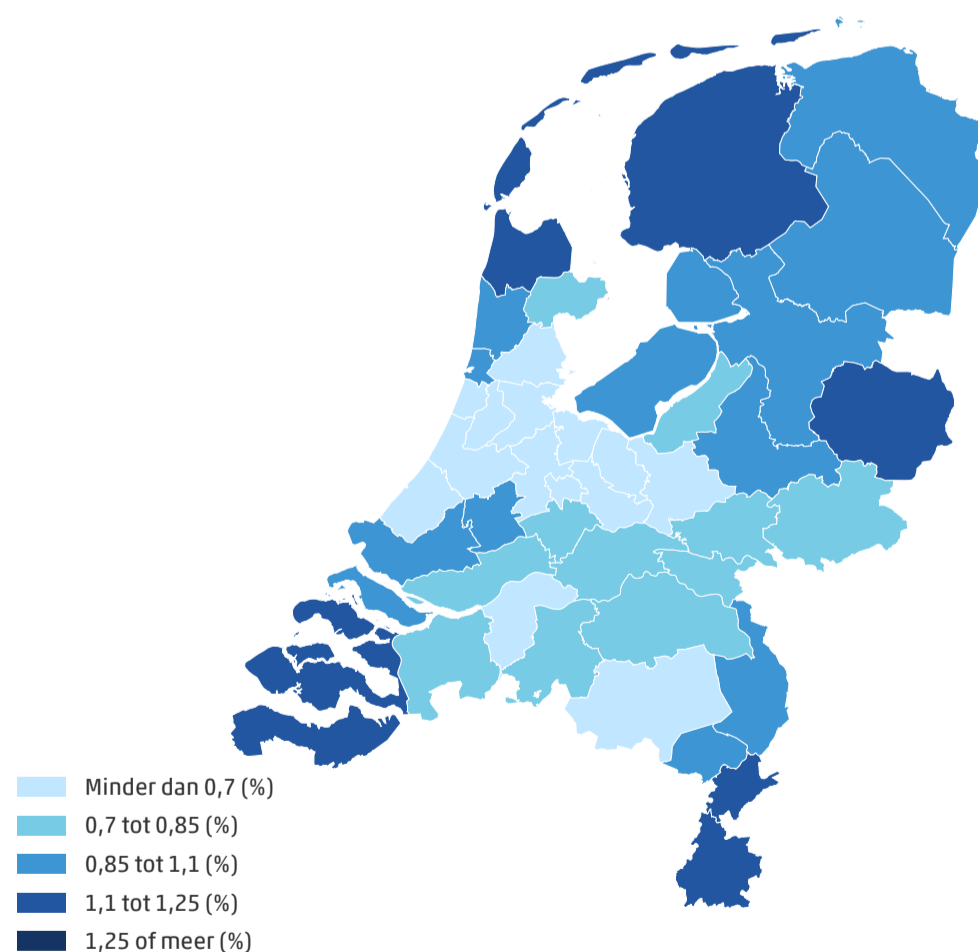 Minder dan 0,7 (%)
0,7 tot 0,85 (%)
0,85 tot 1,1 (%)
1,1 tot 1,25 (%)
1,25 of meer (%)